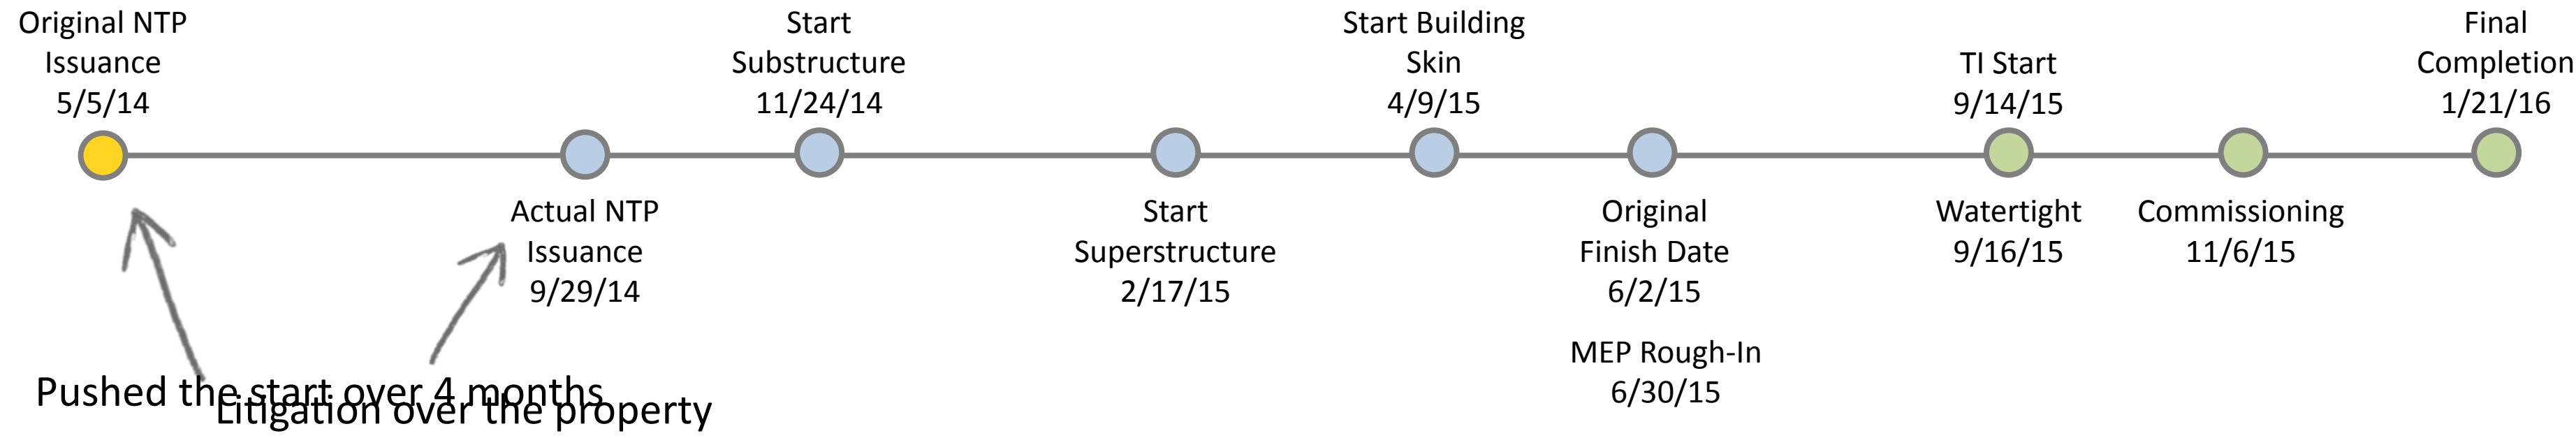 Original NTP
Issuance
5/5/14
Actual NTP
Issuance
9/29/14
Start
Substructure
11/24/14
Start
Superstructure
2/17/15
Start Building
Skin
4/9/15
Original
Finish Date
6/2/15
MEP Rough-In
6/30/15
TI Start
9/14/15
Watertight
9/16/15
Commissioning
11/6/15
Final
Completion
1/21/16
Pushed the start over 4 months
Litigation over the property